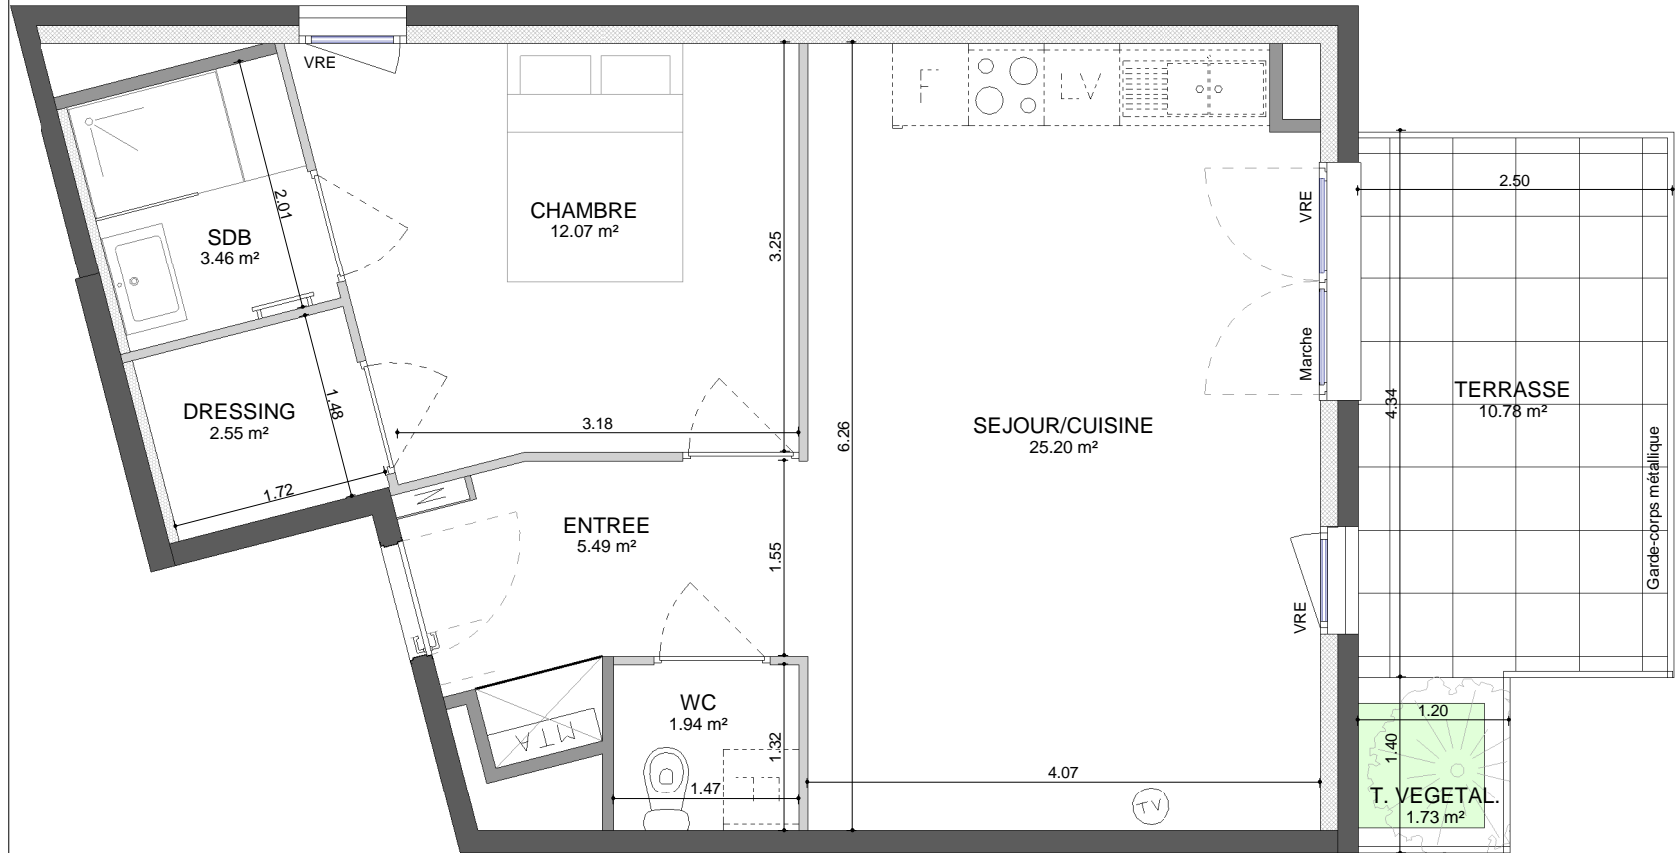 VRE
F
LV
2.01
SDB
3.46 m²
CHAMBRE
12.07 m²
3.25
VRE
2.50
Marche
DRESSING
2.55 m²
1.48
1.72
3.18
6.26
SEJOUR/CUISINE
25.20 m²
4.34
TERRASSE
10.78 m²
Garde-corps métallique
M
ENTREE
5.49 m²
1.55
VRE
WC
1.94 m²
1.32
1.47
MTA
4.07
TV
1.20
1.40
T. VEGETAL.
1.73 m²